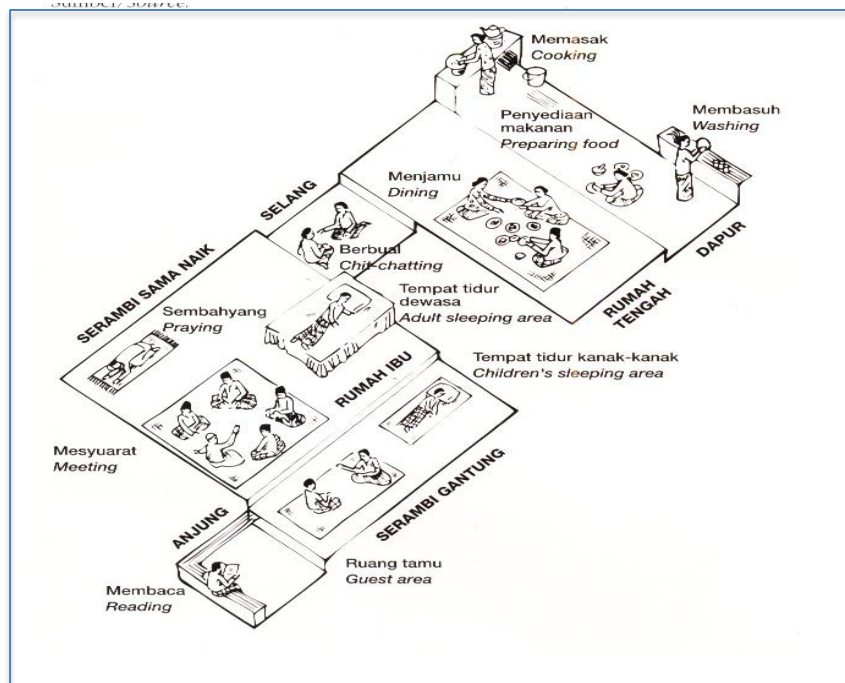 Sumber/Source:
Memasak
Cooking
Penyediaan
makanan
Preparing food
Membasuh
Washing
Menjamu
Dining
SELANG
DAPUR
Berbual
Chit-chatting
RUMAH
TENGAH
SERAMBI SAMA NAIK
Tempat tidur
dewasa
Adult sleeping area
Sembahyang
Praying
Tempat tidur kanak-kanak
Children's sleeping area
RUMAH IBU
Mesyuarat
Meeting
SERAMBI GANTUNG
ANJUNG
Ruang tamu
Guest area
Membaca
Reading